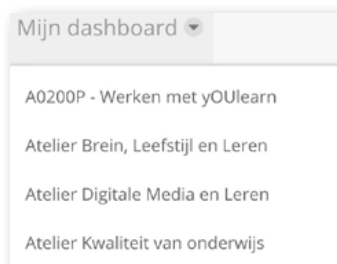 Mijn dashboard
A0200P - Werken met yOUlearn
Atelier Brein, Leefstijl en Leren
Atelier Digitale Media en Leren
Atelier Kwaliteit van onderwijs